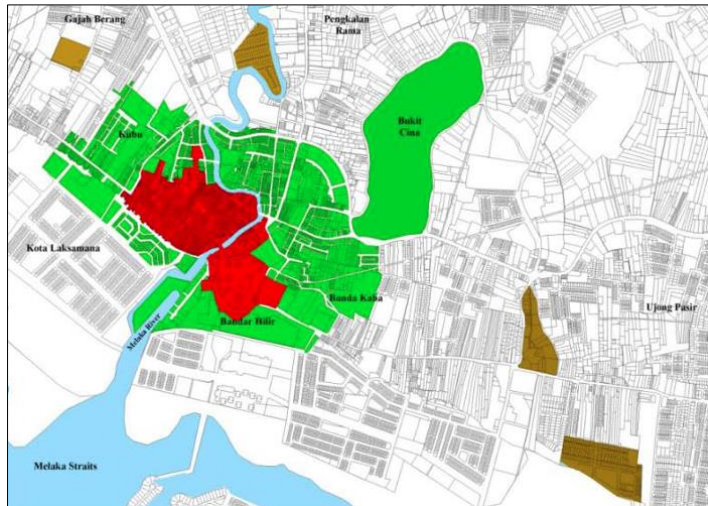 Gajah Berang
Pengkalan
Rama
Kubu
Bukit
Cina
Kota Laksamana
Banda Kaba
Ujong Pasir
Bandar Hilir
Melaka River
Melaka Straits